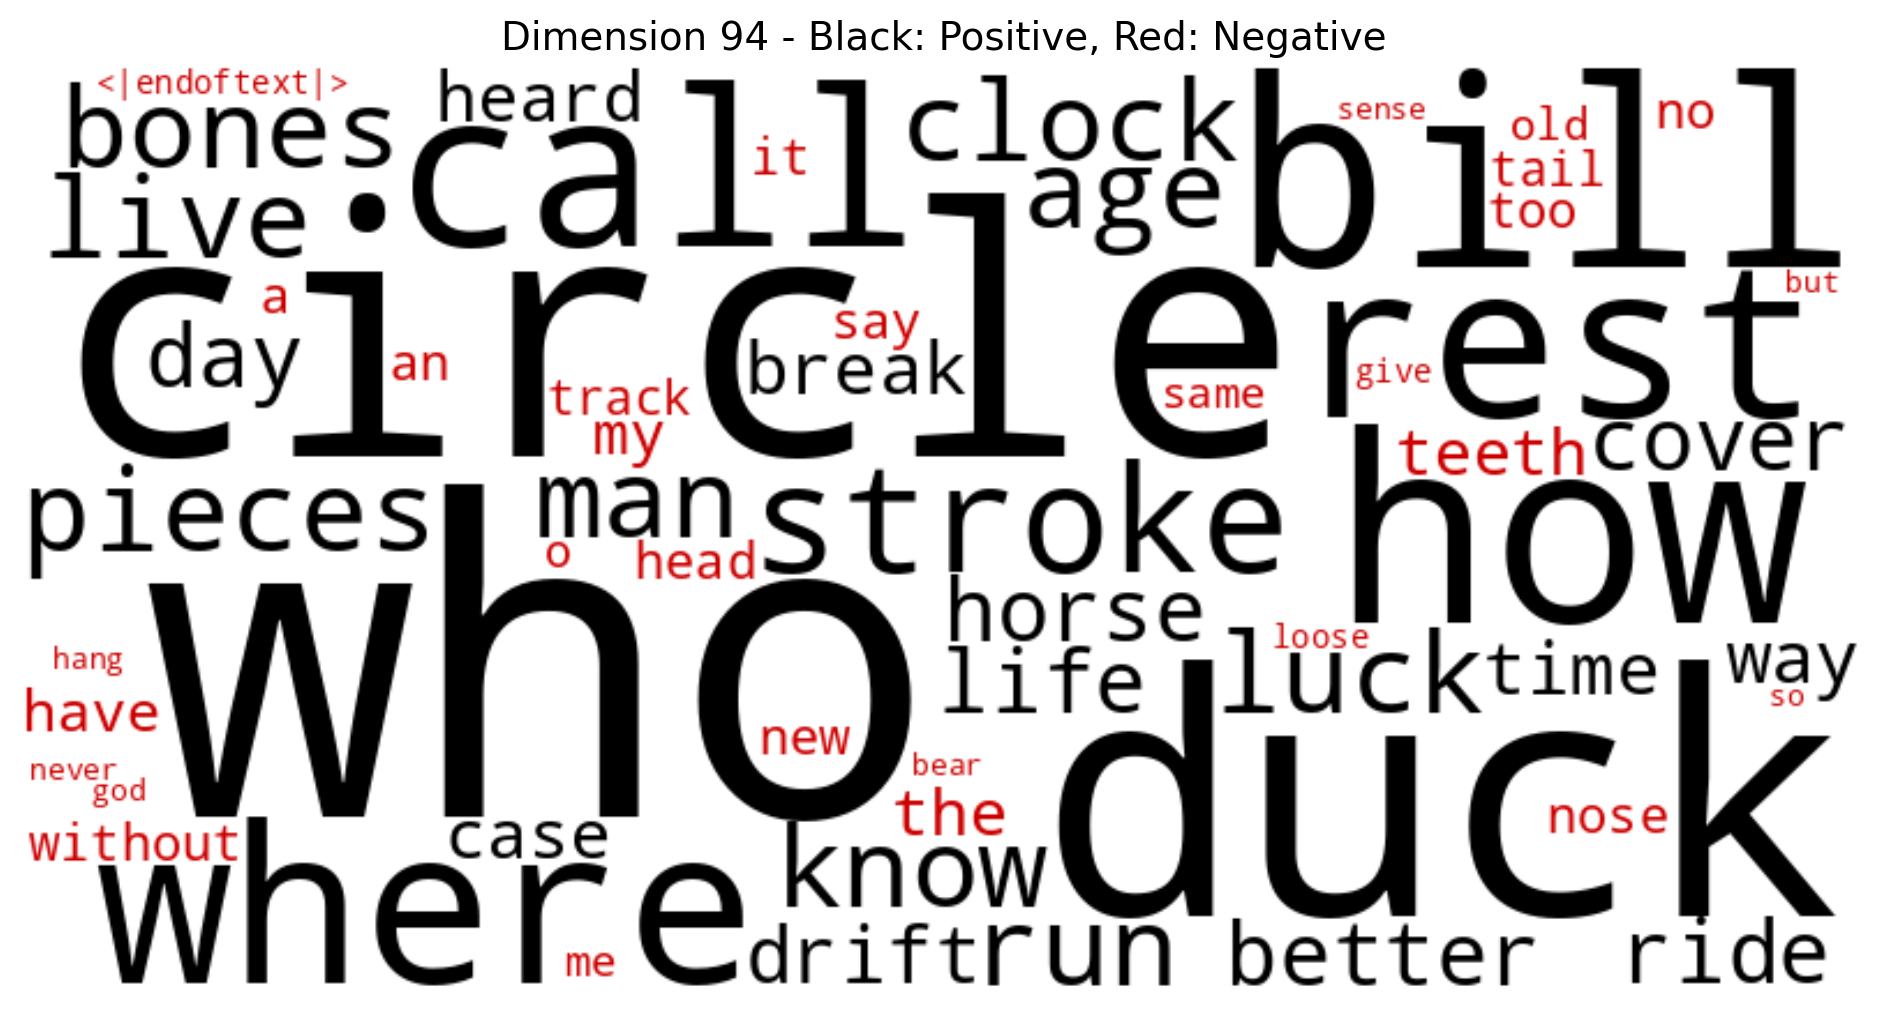 Dimension 94 - Black: Positive, Red: Negative
<|endoftext|>
bones
heard
call
it
clock
bill
sense
old
no
live
age
tail
too
circle
a
day
an
say
break
track
my
same
rest
but
give
teeth
cover
pieces
man
stroke
how
o
head
who
horse
life
luck
loose
time
way
so
hang
have
never
god
new
bear
the
duck
nose
without
where
case
know
me
drift
run
better
ride